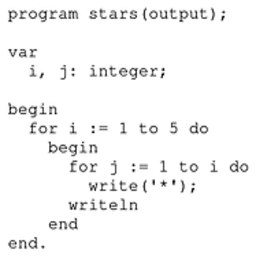 program stars(output);
var
i, j: integer;
begin
for i := 1 to 5 do
begin
for j := 1 to i do
write('*');
writeln
end
end.